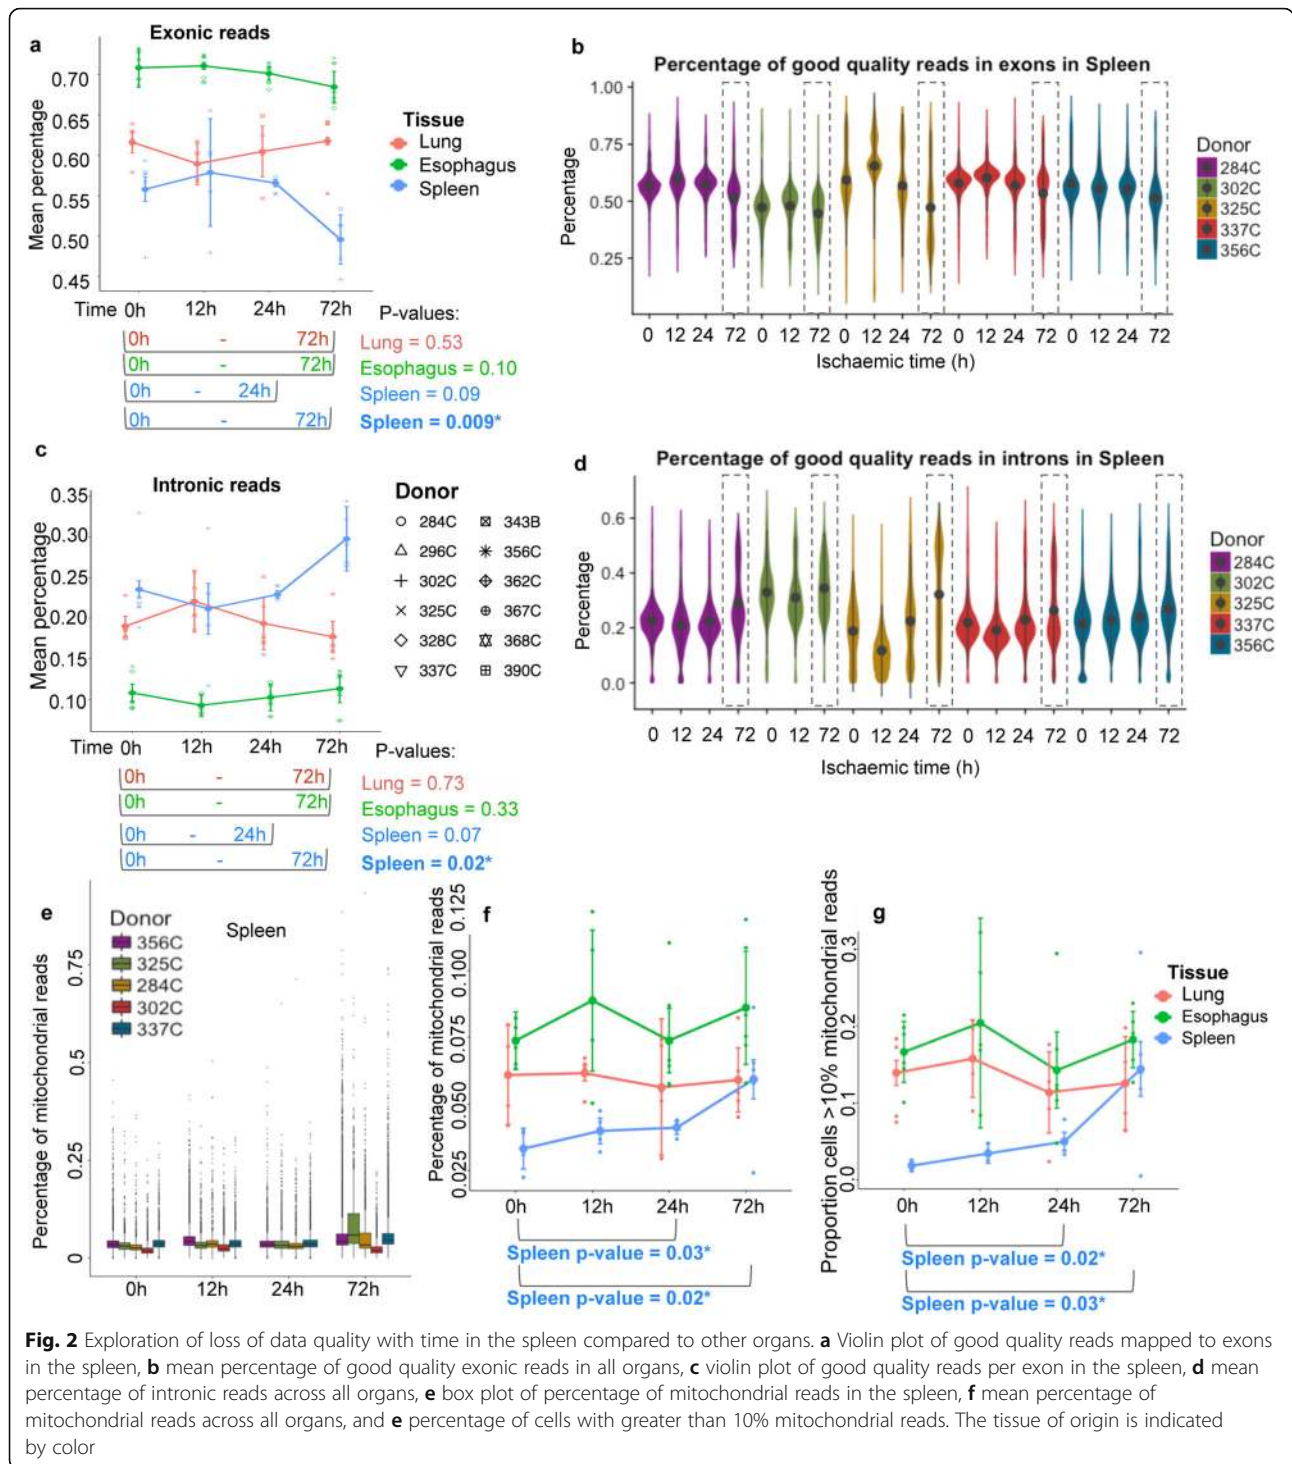 a
Exonic reads
Mean percentage
0.70
0.65
0.60
0.55
0.50
0.45
Tissue
Lung
Esophagus
Spleen
Time 0h 12h 24h 72h
P-values:
0h - 72h Lung = 0.53
0h - 72h Esophagus = 0.10
0h - 24h Spleen = 0.09
0h - 72h Spleen = 0.009*
b
Percentage of good quality reads in exons in Spleen
Percentage
1.00
0.75
0.50
0.25
0 12 24 72 0 12 24 72 0 12 24 72 0 12 24 72 0 12 24 72
Ischaemic time (h)
Donor
284C
302C
325C
337C
356C
c
Intronic reads
Mean percentage
0.35
0.30
0.25
0.20
0.15
0.10
Donor
284C 343B
296C 356C
302C 362C
325C 367C
328C 368C
337C 390C
Time 0h 12h 24h 72h
P-values:
0h - 72h Lung = 0.73
0h - 72h Esophagus = 0.33
0h - 24h Spleen = 0.07
0h - 72h Spleen = 0.02*
d
Percentage of good quality reads in introns in Spleen
Percentage
0.6
0.4
0.2
0.0
0 12 24 72 0 12 24 72 0 12 24 72 0 12 24 72 0 12 24 72
Ischaemic time (h)
Donor
284C
302C
325C
337C
356C
e
Spleen
Donor
356C
325C
284C
302C
337C
Percentage of mitochondrial reads
0.75
0.5
0.25
0
0h 12h 24h 72h
f
Percentage of mitochondrial reads
0.125
0.100
0.075
0.050
0.025
0h 12h 24h 72h
Spleen p-value = 0.03*
Spleen p-value = 0.02*
g
Proportion cells >10% mitochondrial reads
0.3
0.2
0.1
0.0
0h 12h 24h 72h
Tissue
Lung
Esophagus
Spleen
Spleen p-value = 0.02*
Spleen p-value = 0.03*
Fig. 2 Exploration of loss of data quality with time in the spleen compared to other organs. a Violin plot of good quality reads mapped to exons
in the spleen, b mean percentage of good quality exonic reads in all organs, c violin plot of good quality reads per exon in the spleen, d mean
percentage of intronic reads across all organs, e box plot of percentage of mitochondrial reads in the spleen, f mean percentage of
mitochondrial reads across all organs, and e percentage of cells with greater than 10% mitochondrial reads. The tissue of origin is indicated
by color